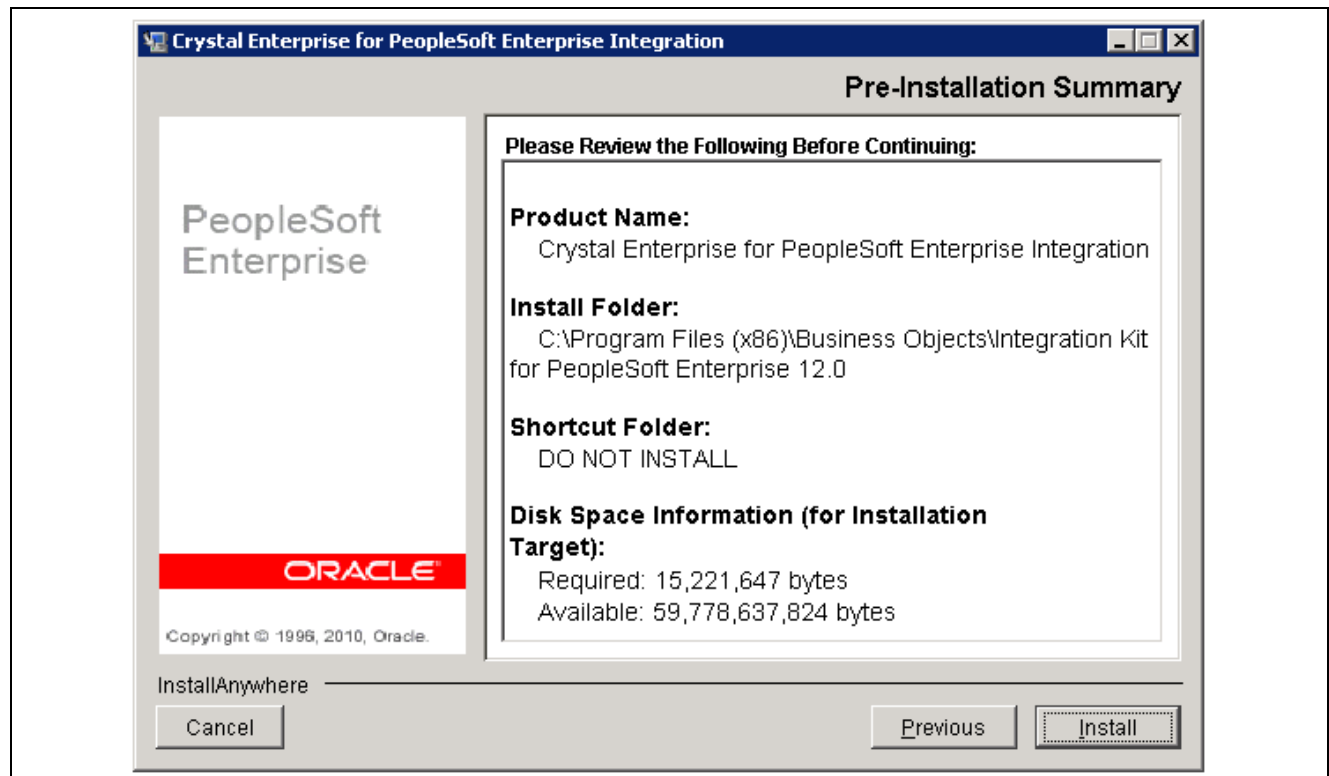 Crystal Enterprise for PeopleSoft Enterprise Integration
Pre-Installation Summary
PeopleSoft
Enterprise
ORACLE
Copyright © 1996, 2010, Oracle.
Please Review the Following Before Continuing:
Product Name:
Crystal Enterprise for PeopleSoft Enterprise Integration
Install Folder:
C:\Program Files (x86)\Business Objects\Integration Kit
for PeopleSoft Enterprise 12.0
Shortcut Folder:
DO NOT INSTALL
Disk Space Information (for Installation
Target):
Required: 15,221,647 bytes
Available: 59,778,637,824 bytes
InstallAnywhere
Cancel
Previous
Install